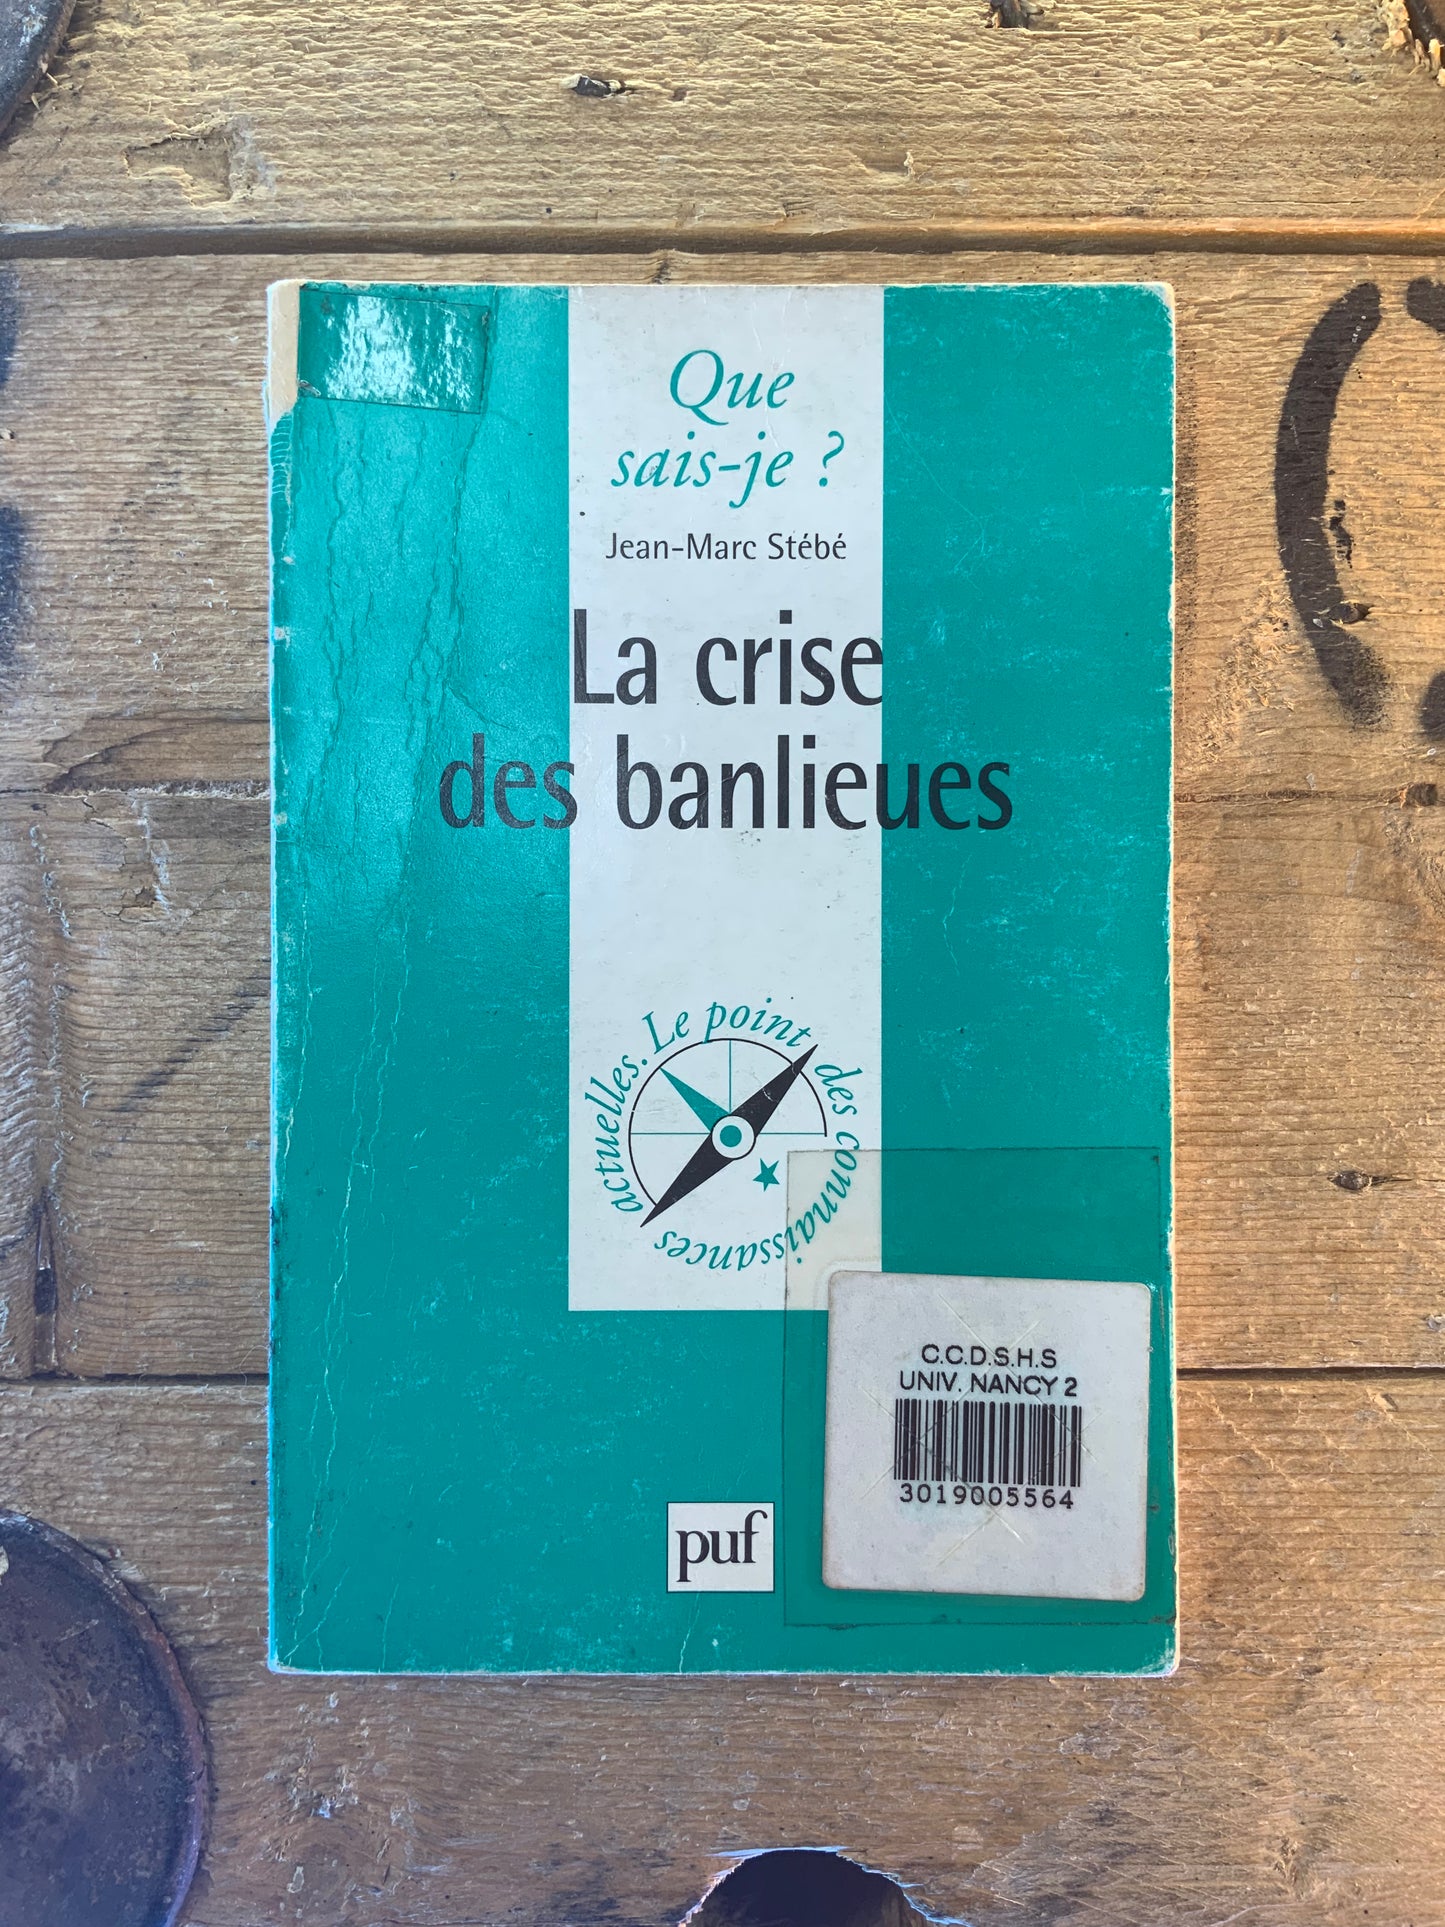 Que
sais-je ?
Jean-Marc Stébé
La crise
des banlieues
Le point des connaissances actuelles.
C.C.D.S.H.S
UNIV. NANCY 2
3019005564
puf